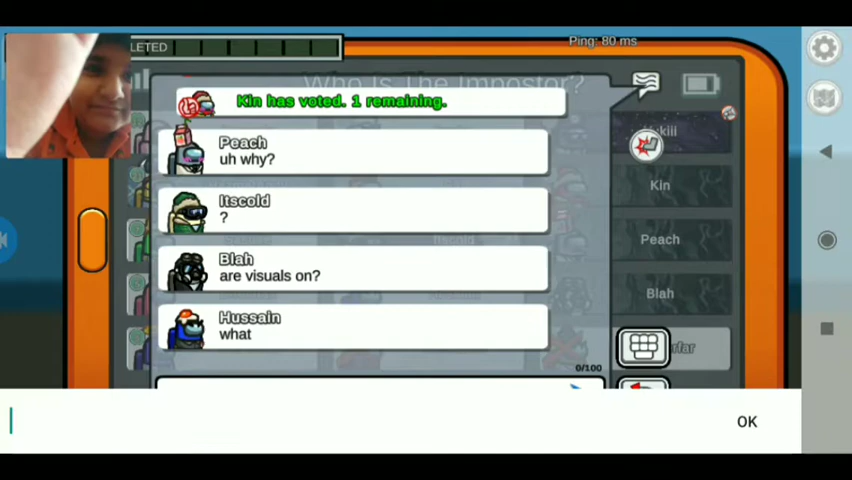 LETED
Ping: 80 ms
Who Is The Impostor?
Kin has voted. 1 remaining.
Peach
uh why?
Itscold
?
Blah
are visuals on?
Hussain
what
Kin
Peach
Blah
0/100
OK